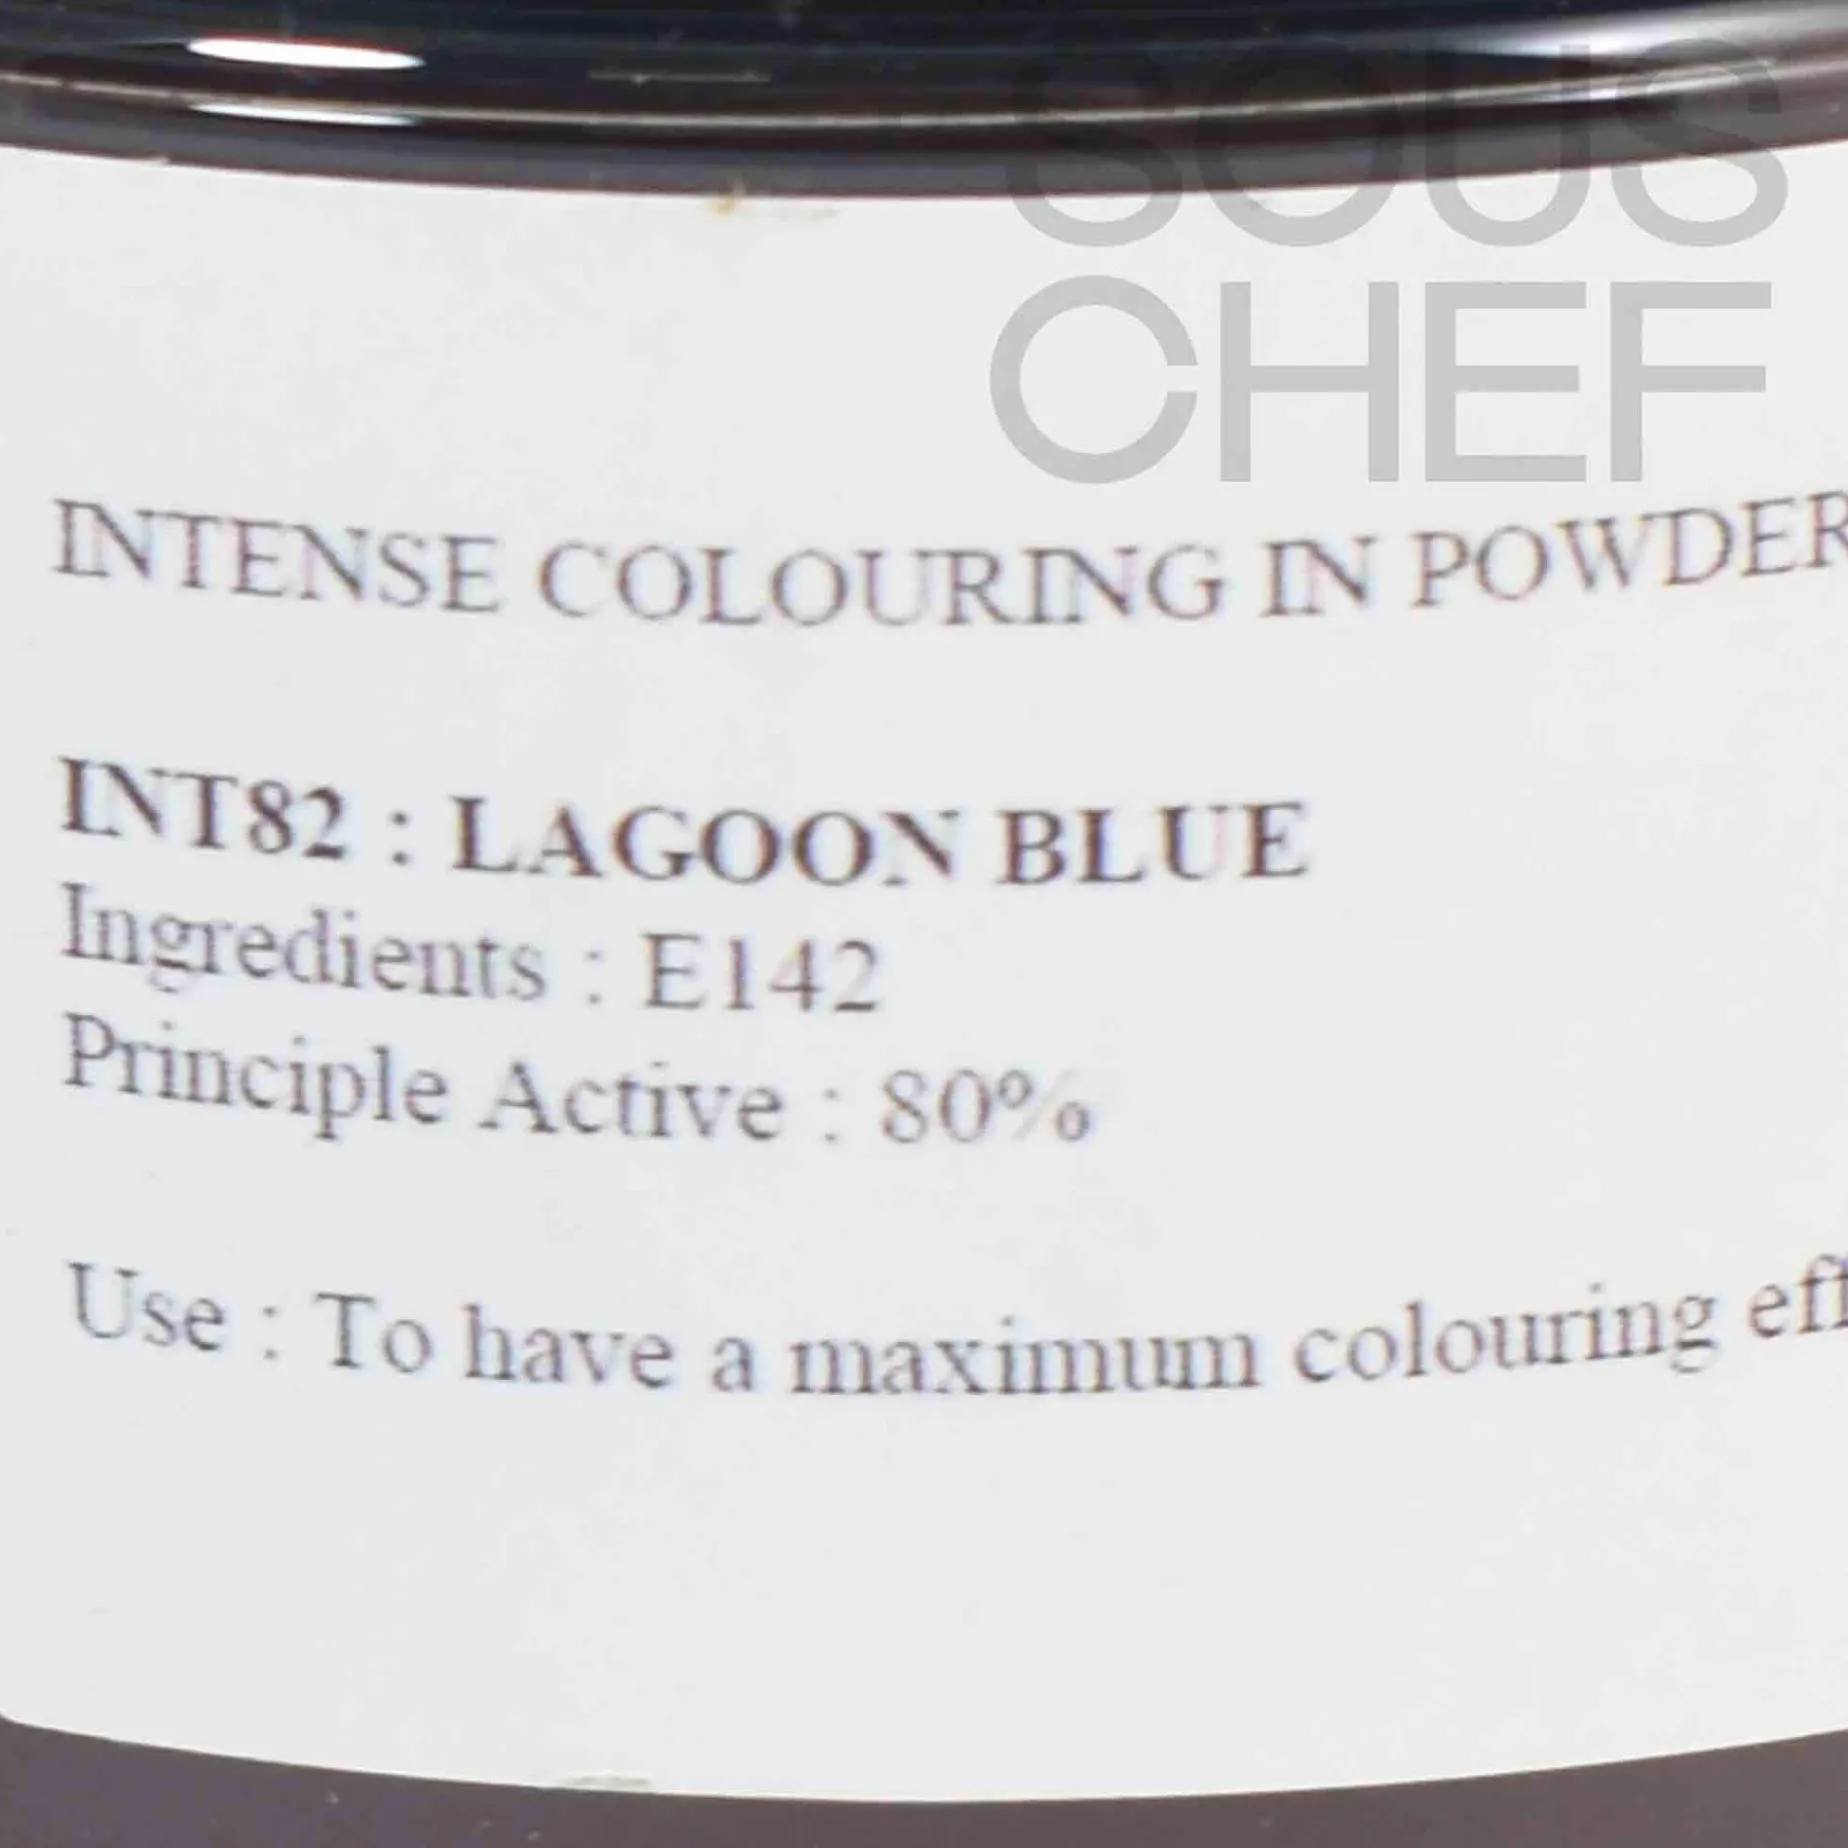 SOUS
CHEF
INTENSE COLOURING IN POWDER
INT82 : LAGOON BLUE
Ingredients : E142
Principle Active : 80%
Use : To have a maximum colouring